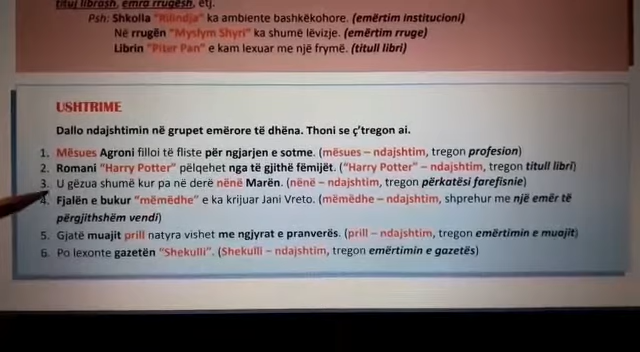 tituj librash, emra rrugësh, etj.
Psh: Shkolla "Rilindja" ka ambiente bashkëkohore. (emërtim institucioni)
Në rrugën "Myslym Shyri" ka shumë lëvizje. (emërtim rruge)
Librin "Piter Pan" e kam lexuar me një frymë. (titull libri)
USHTRIME
Dallo ndajshtimin në grupet emërore të dhëna. Thoni se ç'tregon ai.
1. Mësues Agroni filloi të fliste për ngjarjen e sotme. (mësues – ndajshtim, tregon profesion)
2. Romani "Harry Potter" pëlqehet nga të gjithë fëmijët. ("Harry Potter" – ndajshtim, tregon titull libri)
3. U gëzua shumë kur pa në derë nënë Marën. (nënë – ndajshtim, tregon përkatësi farefisnie)
4. Fjalën e bukur "mëmëdhe" e ka krijuar Jani Vreto. (mëmëdhe – ndajshtim, shprehur me një emër të
përgjithshëm vendi)
5. Gjatë muajit prill natyra vishet me ngjyrat e pranverës. (prill – ndajshtim, tregon emërtimin e muajit)
6. Po lexonte gazetën "Shekulli". (Shekulli – ndajshtim, tregon emërtimin e gazetës)